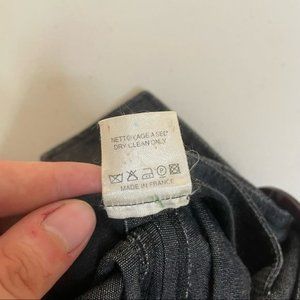 NETTOYAGE A SEC
DRY CLEAN ONLY
P
MADE IN FRANCE